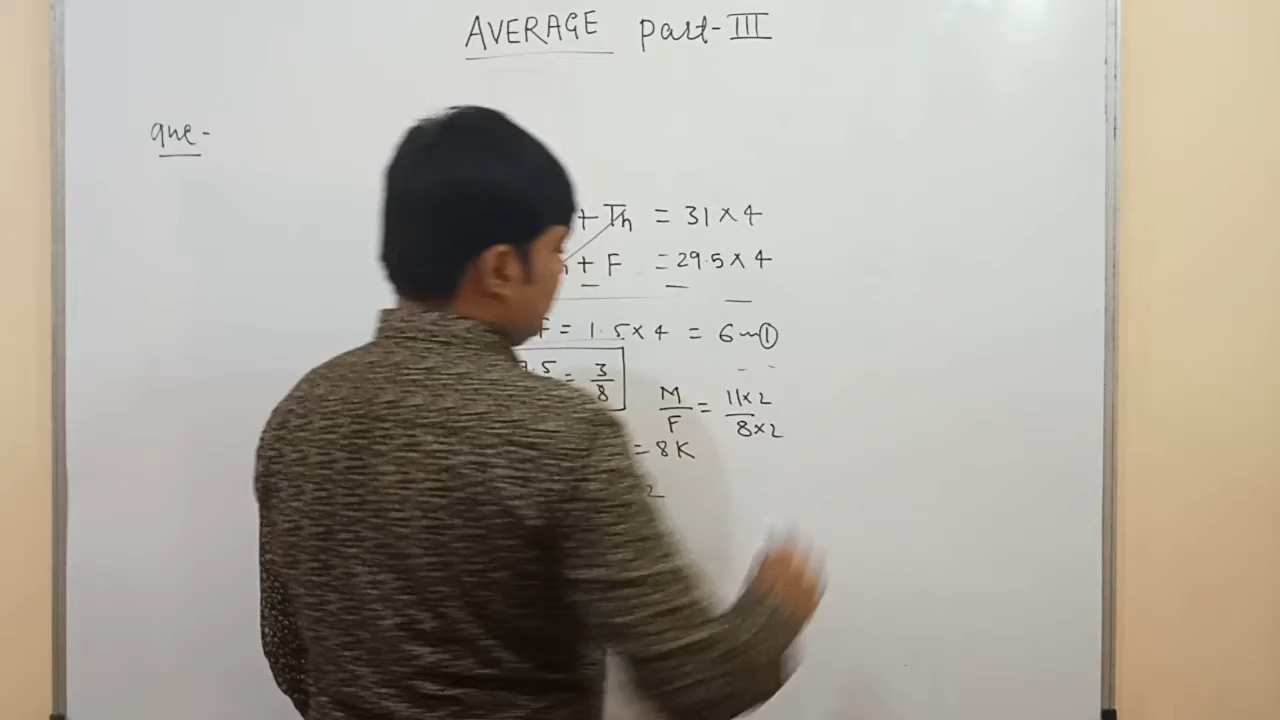 AVERAGE part-III
que-
+ Th = 31 × 4
+ F = 29.5 × 4
F = 1.5 × 4 = 6 ~ ①
.5 = 3/8
M/F = 11×2/8×2
= 8K
2